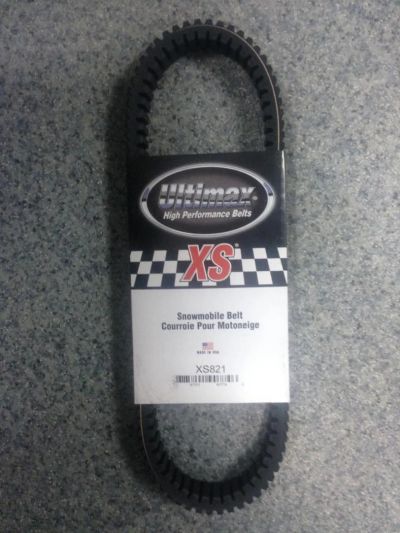 Ultimax®
High Performance Belts
XS®
Snowmobile Belt
Courroie Pour Motoneige
MADE IN USA
XS821